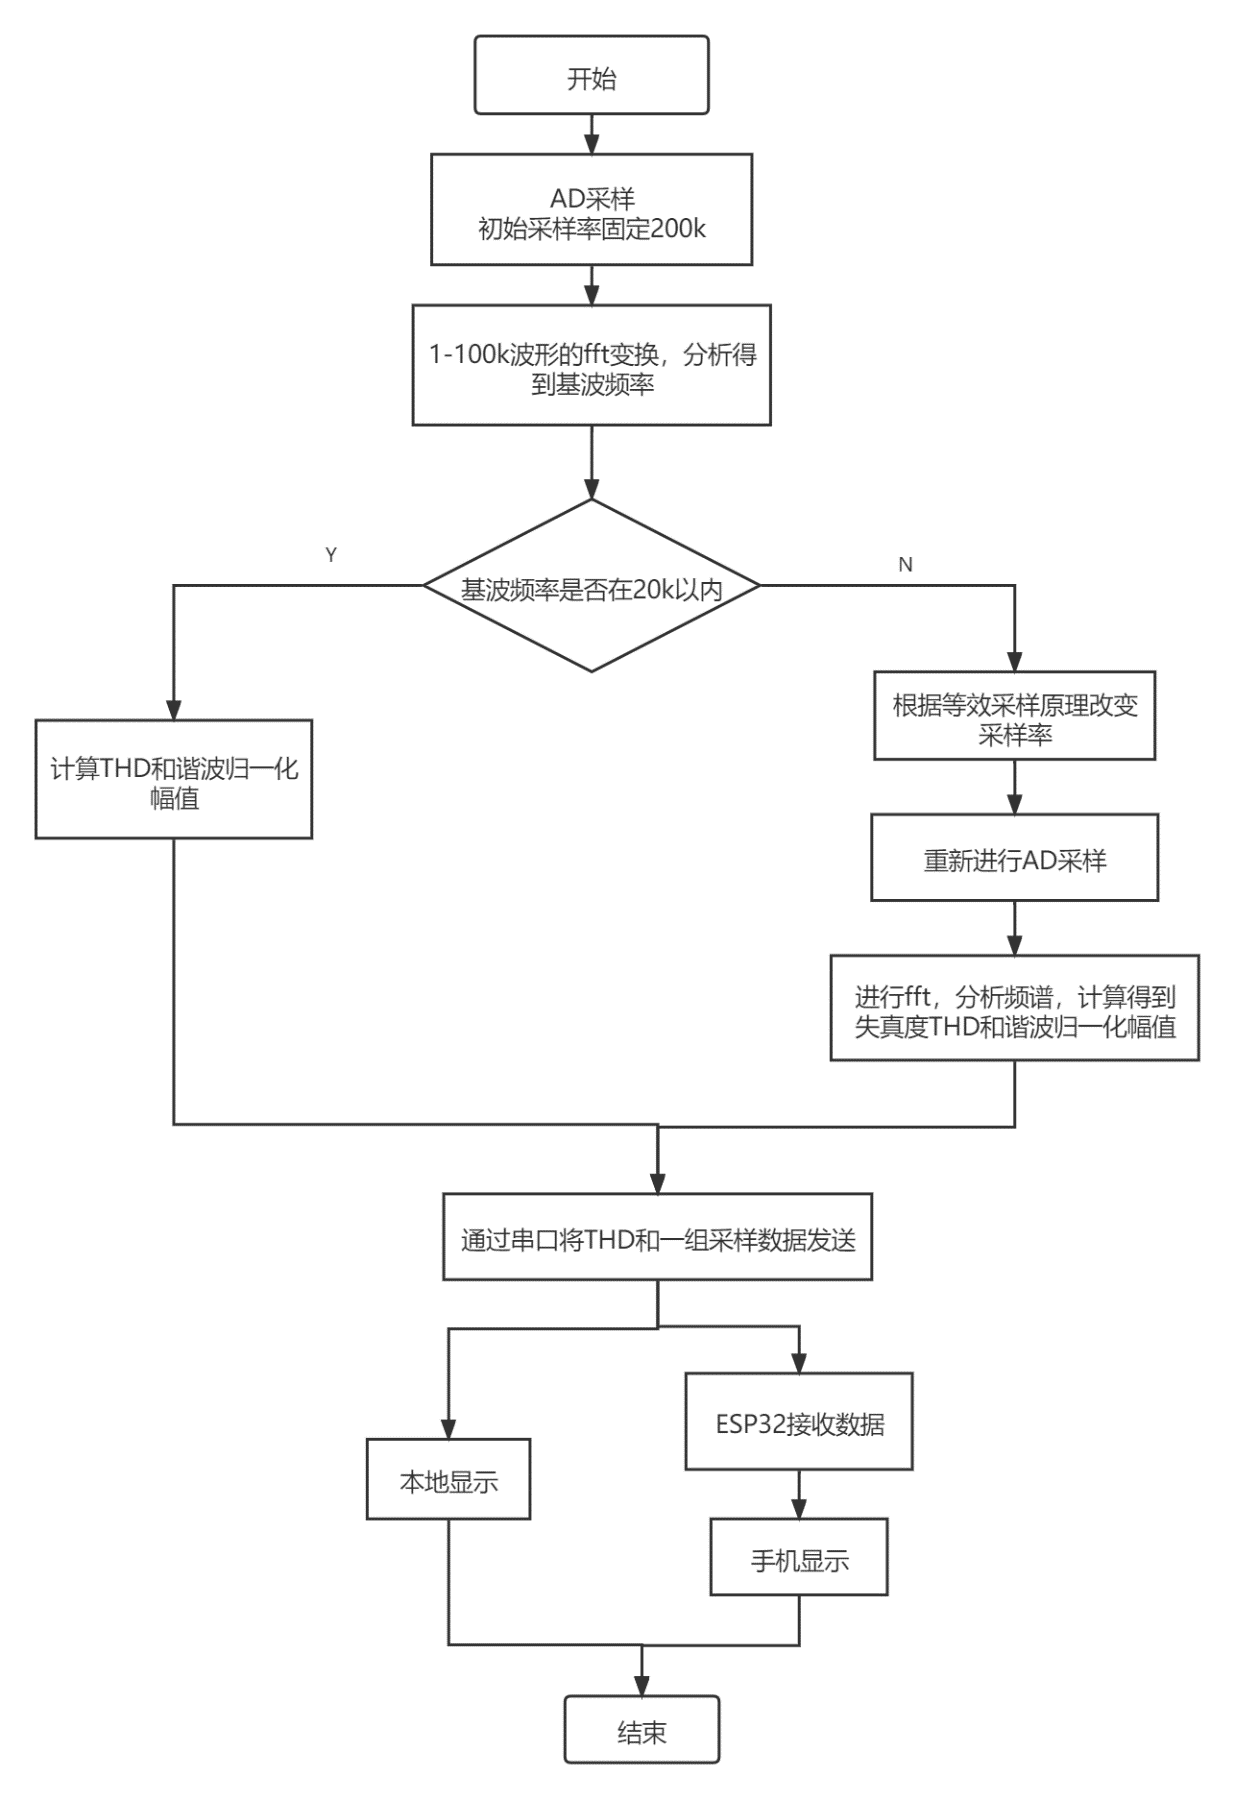 开始
AD采样
初始采样率固定200k
1-100k波形的fft变换，分析得
到基波频率
Y
N
基波频率是否在20k以内
根据等效采样原理改变
采样率
计算THD和谐波归一化
幅值
重新进行AD采样
进行fft，分析频谱，计算得到
失真度THD和谐波归一化幅值
通过串口将THD和一组采样数据发送
ESP32接收数据
本地显示
手机显示
结束